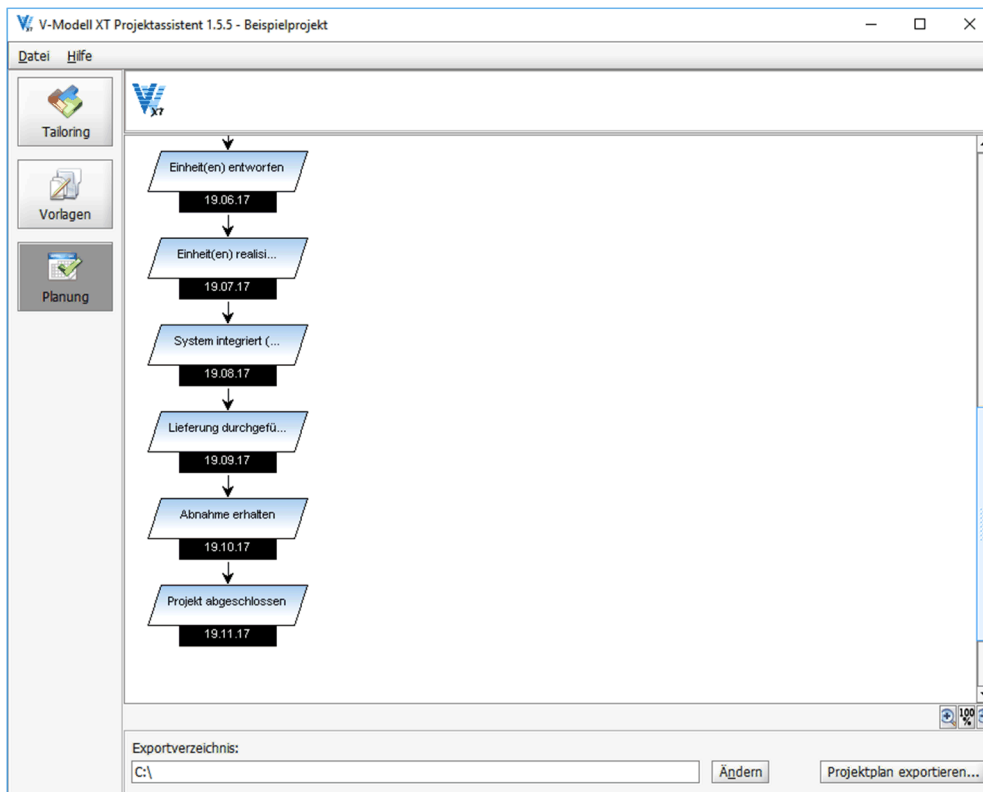 V-Modell XT Projektassistent 1.5.5 - Beispielprojekt
Datei Hilfe
Tailoring
Vorlagen
Planung
XT
Einheit(en) entworfen
19.06.17
Einheit(en) realisi...
19.07.17
System integriert (...
19.08.17
Lieferung durchgefü...
19.09.17
Abnahme erhalten
19.10.17
Projekt abgeschlossen
19.11.17
100
%
Exportverzeichnis:
C:\ Ändern Projektplan exportieren...